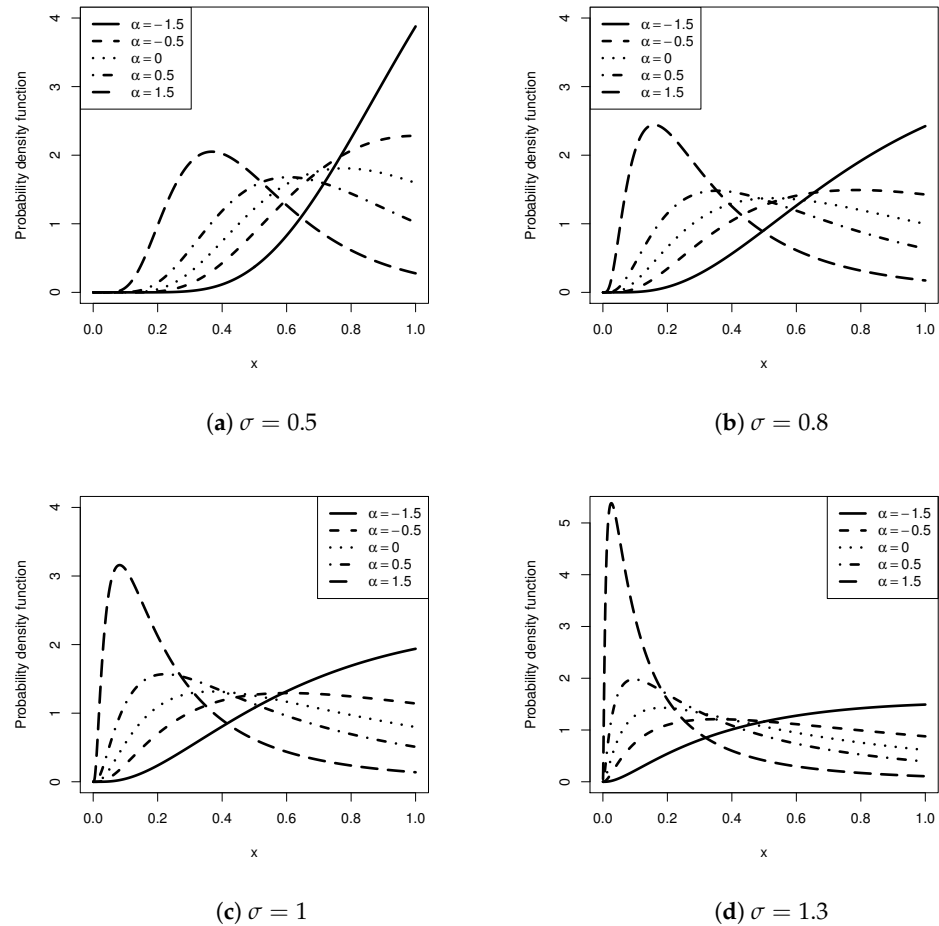 Probability density function
4
3
2
1
0
α = −1.5
α = −0.5
α = 0
α = 0.5
α = 1.5
0.0 0.2 0.4 0.6 0.8 1.0
x
(a) σ = 0.5
Probability density function
4
3
2
1
0
α = −1.5
α = −0.5
α = 0
α = 0.5
α = 1.5
0.0 0.2 0.4 0.6 0.8 1.0
x
(b) σ = 0.8
Probability density function
4
3
2
1
0
α = −1.5
α = −0.5
α = 0
α = 0.5
α = 1.5
0.0 0.2 0.4 0.6 0.8 1.0
x
(c) σ = 1
Probability density function
5
4
3
2
1
0
α = −1.5
α = −0.5
α = 0
α = 0.5
α = 1.5
0.0 0.2 0.4 0.6 0.8 1.0
x
(d) σ = 1.3